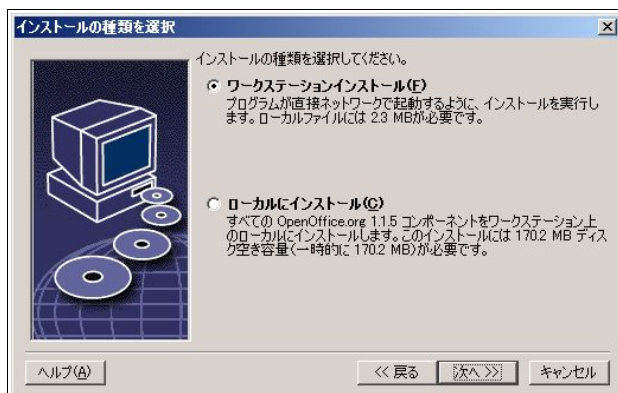 インストールの種類を選択
インストールの種類を選択してください。
ワークステーションインストール(E)
プログラムが直接ネットワークで起動するように、インストールを実行し
ます。ローカルファイルには 2.3 MBが必要です。
ローカルにインストール(G)
すべての OpenOffice.org 1.1.5 コンポーネントをワークステーション上
のローカルにインストールします。このインストールには 170.2 MB ディス
ク空き容量(一時的に 170.2 MB)が必要です。
ヘルプ(A)
<< 戻る
次へ >>
キャンセル